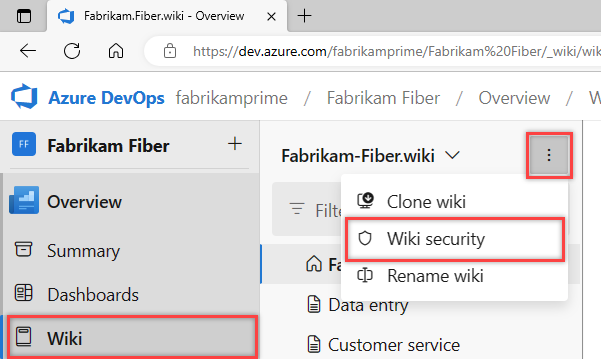 Fabrikam.Fiber.wiki - Overview
https://dev.azure.com/fabrikamprime/Fabrikam%20Fiber/_wiki/wik
Azure DevOps fabrikamprime / Fabrikam Fiber / Overview / W
FF Fabrikam Fiber +
Fabrikam-Fiber.wiki
Overview
Clone wiki
Filte
Wiki security
Summary
Fa
Rename wiki
Dashboards
Data entry
Wiki
Customer service